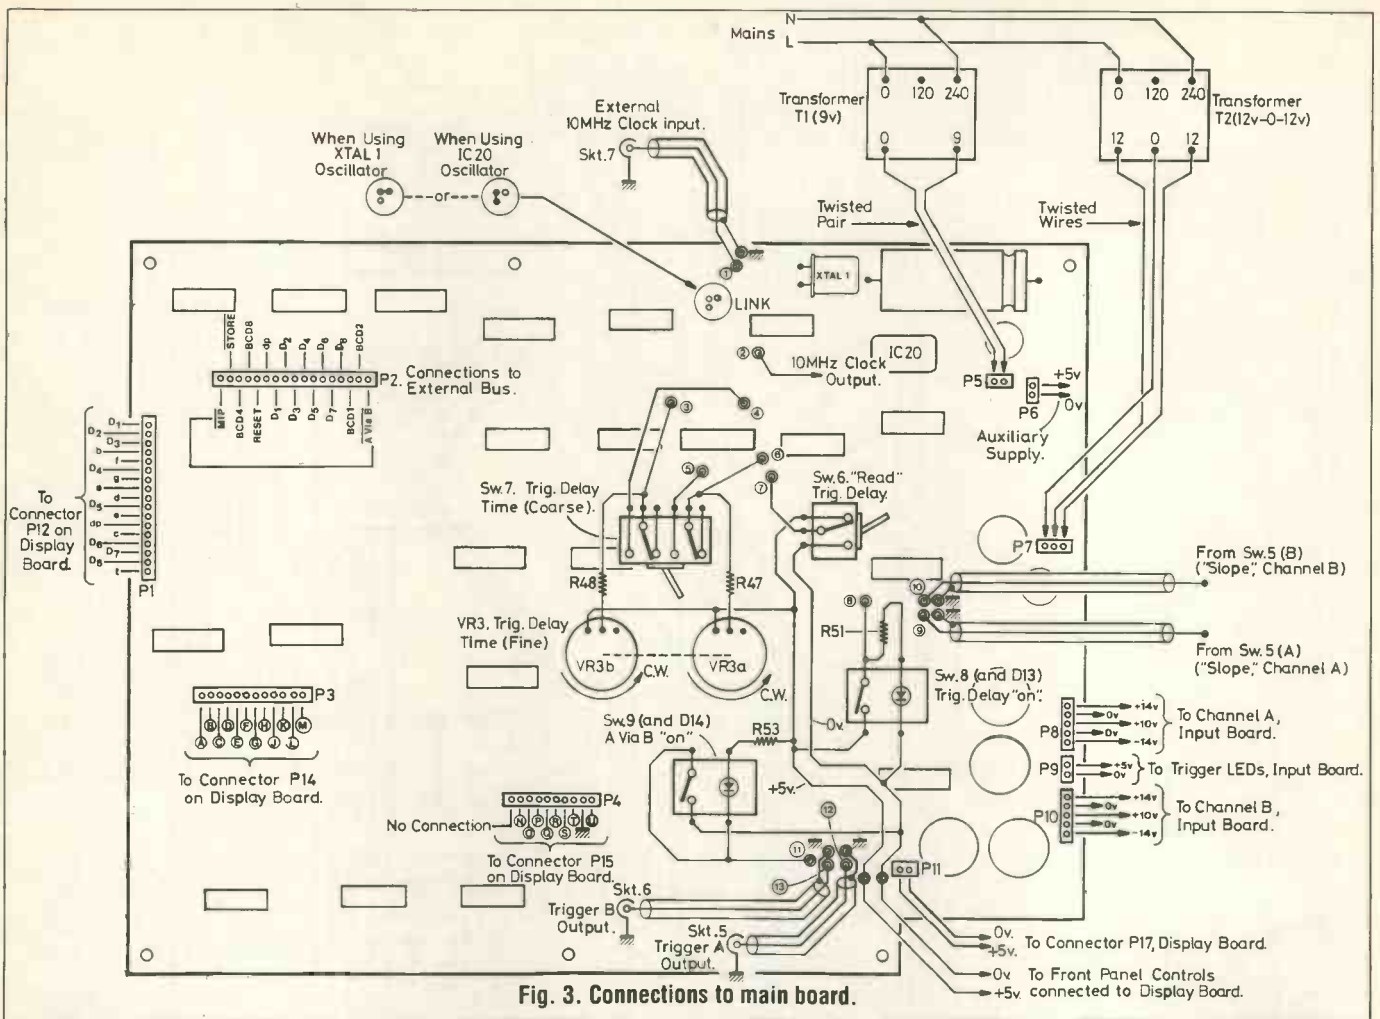 Mains
N
L
0 120 240
Transformer
T1 (9v)
0 9
0 120 240
Transformer
T2 (12v-0-12v)
12 0 12
External
10MHz Clock input.
Skt.7
When Using
XTAL 1
Oscillator
--or--
When Using
IC20
Oscillator
Twisted
Pair
Twisted
Wires
1
XTAL 1
LINK
2
10MHz Clock
Output.
IC20
P5
P6
+5v
0v
Auxiliary
Supply.
STORE
BCD8
dp
D2
D4
D6
D8
BCD2
P2. Connections to
External Bus.
MIP
BCD4
RESET
D1
D3
D5
D7
BCD1
A Via B
D1
D2
D3
b
f
D4
g
a
d
D5
e
dp
c
D6
D7
D8
t
P1
To
Connector
P12 on
Display
Board.
3
4
5
6
7
Sw.7. Trig. Delay
Time (Coarse).
Sw.6. "Read"
Trig. Delay.
P7
From Sw.5 (B)
("Slope," Channel B)
R48
R47
10
8
9
R51
VR3. Trig. Delay
Time (Fine)
VR3b
C.W.
VR3a
C.W.
From Sw.5 (A)
("Slope," Channel A)
Sw.8 (and D13)
Trig. Delay "on".
P3
B D F H K M
A C E G J L
To Connector P14
on Display Board.
Sw.9 (and D14)
A Via B "on"
R53
0v.
+5v.
P8
+14v
0v
+10v
0v
-14v
To Channel A,
Input Board.
P9
+5v
0v
To Trigger LEDs, Input Board.
P10
+14v
0v
+10v
0v
-14v
To Channel B,
Input Board.
P4
No Connection
N P R T U
O Q S
To Connector P15
on Display Board.
11
12
13
P11
Skt.6
Trigger B
Output.
Skt.5
Trigger A
Output.
0v.
+5v.
To Connector P17, Display Board.
0v.
+5v.
To Front Panel Controls
connected to Display Board.
Fig. 3. Connections to main board.